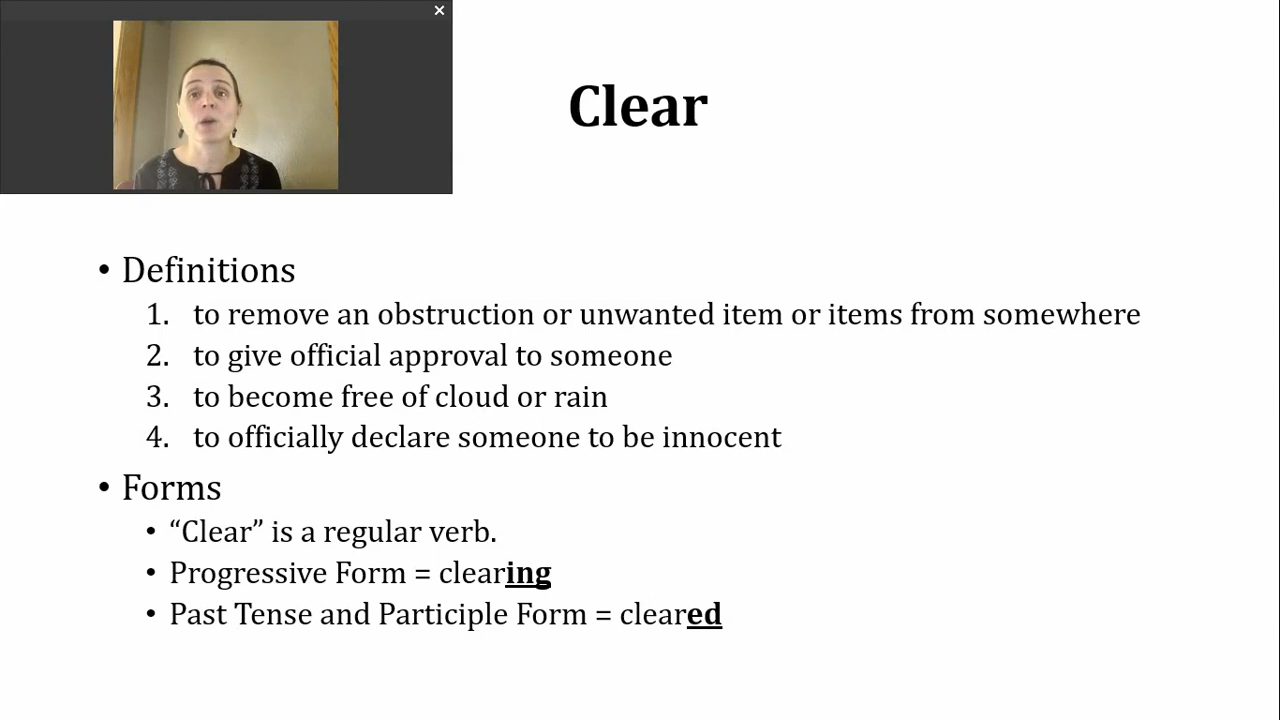 Clear
• Definitions
1. to remove an obstruction or unwanted item or items from somewhere
2. to give official approval to someone
3. to become free of cloud or rain
4. to officially declare someone to be innocent
• Forms
• “Clear” is a regular verb.
• Progressive Form = clearing
• Past Tense and Participle Form = cleared